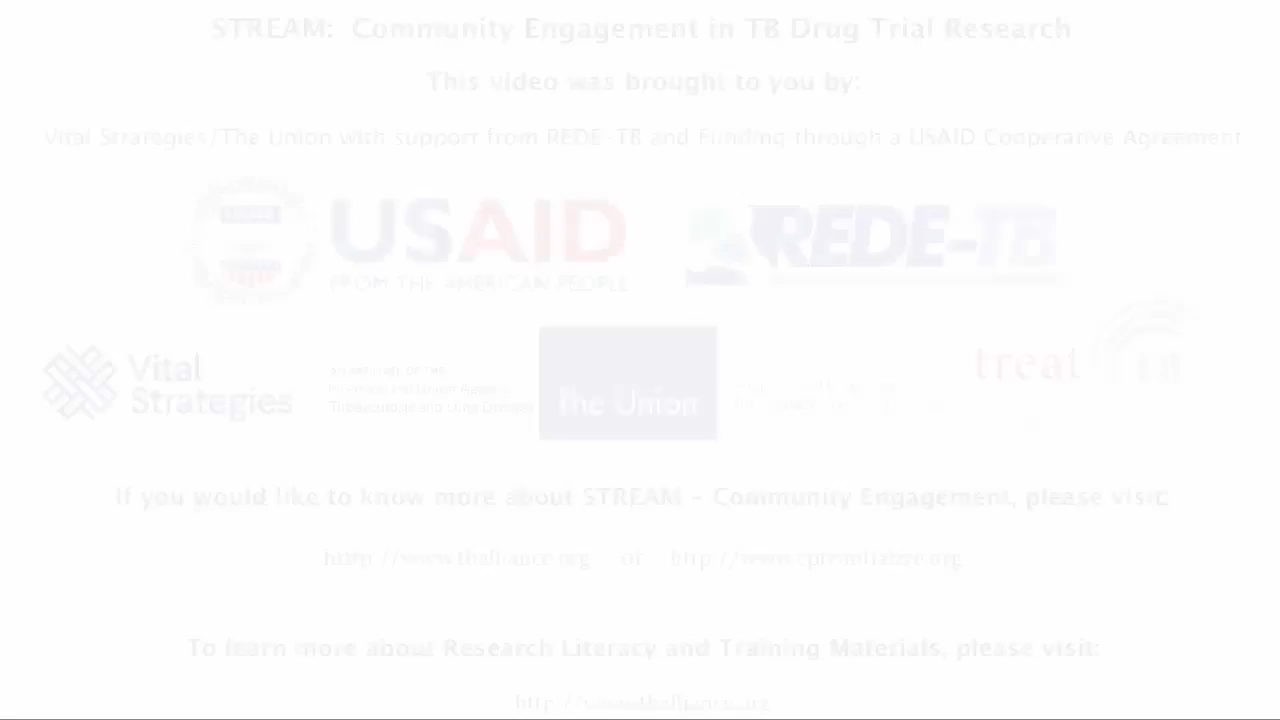 STREAM: Community Engagement in TB Drug Trial Research
This video was brought to you by:
Vital Strategies/The Union with support from REDE-TB and Funding through a USAID Cooperative Agreement
USAID
FROM THE AMERICAN PEOPLE
REDE-TB
Vital
Strategies
The Union
treat TB
If you would like to know more about STREAM - Community Engagement, please visit:
or
To learn more about Research Literacy and Training Materials, please visit: